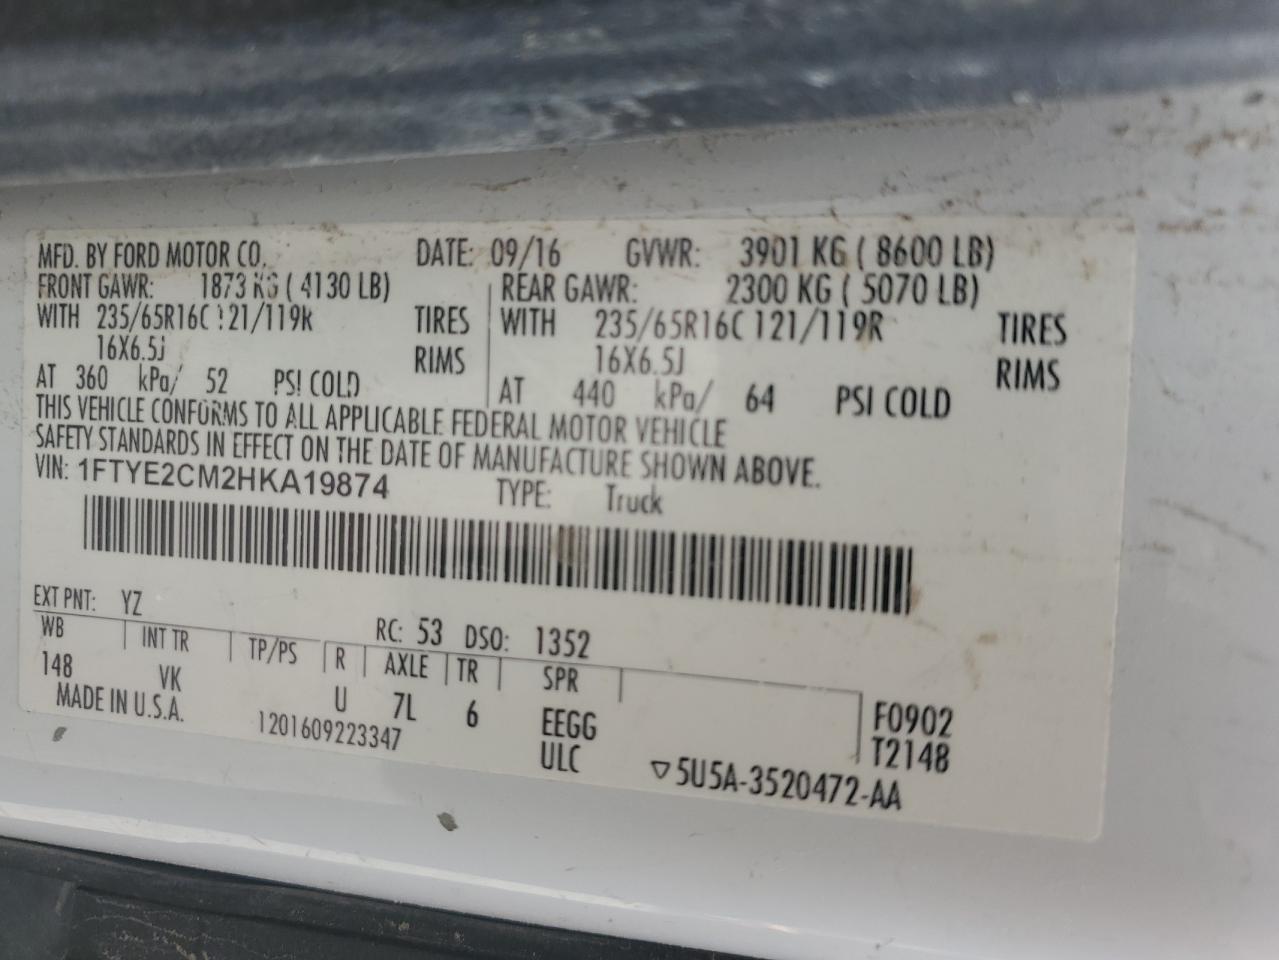 MFD. BY FORD MOTOR CO. DATE: 09/16 GVWR: 3901 KG ( 8600 LB)
FRONT GAWR: 1873 KG ( 4130 LB) REAR GAWR: 2300 KG ( 5070 LB)
WITH 235/65R16C 121/119R TIRES WITH 235/65R16C 121/119R TIRES
16X6.5J RIMS 16X6.5J RIMS
AT 360 kPa/ 52 PSI COLD AT 440 kPa/ 64 PSI COLD
THIS VEHICLE CONFORMS TO ALL APPLICABLE FEDERAL MOTOR VEHICLE
SAFETY STANDARDS IN EFFECT ON THE DATE OF MANUFACTURE SHOWN ABOVE.
VIN: 1FTYE2CM2HKA19874 TYPE: Truck
EXT PNT: YZ RC: 53 DSO: 1352
WB INT TR TP/PS R AXLE TR SPR
148 VK U 7L 6 EEGG F0902
MADE IN U.S.A. 1201609223347 ULC T2148
▽5U5A-3520472-AA